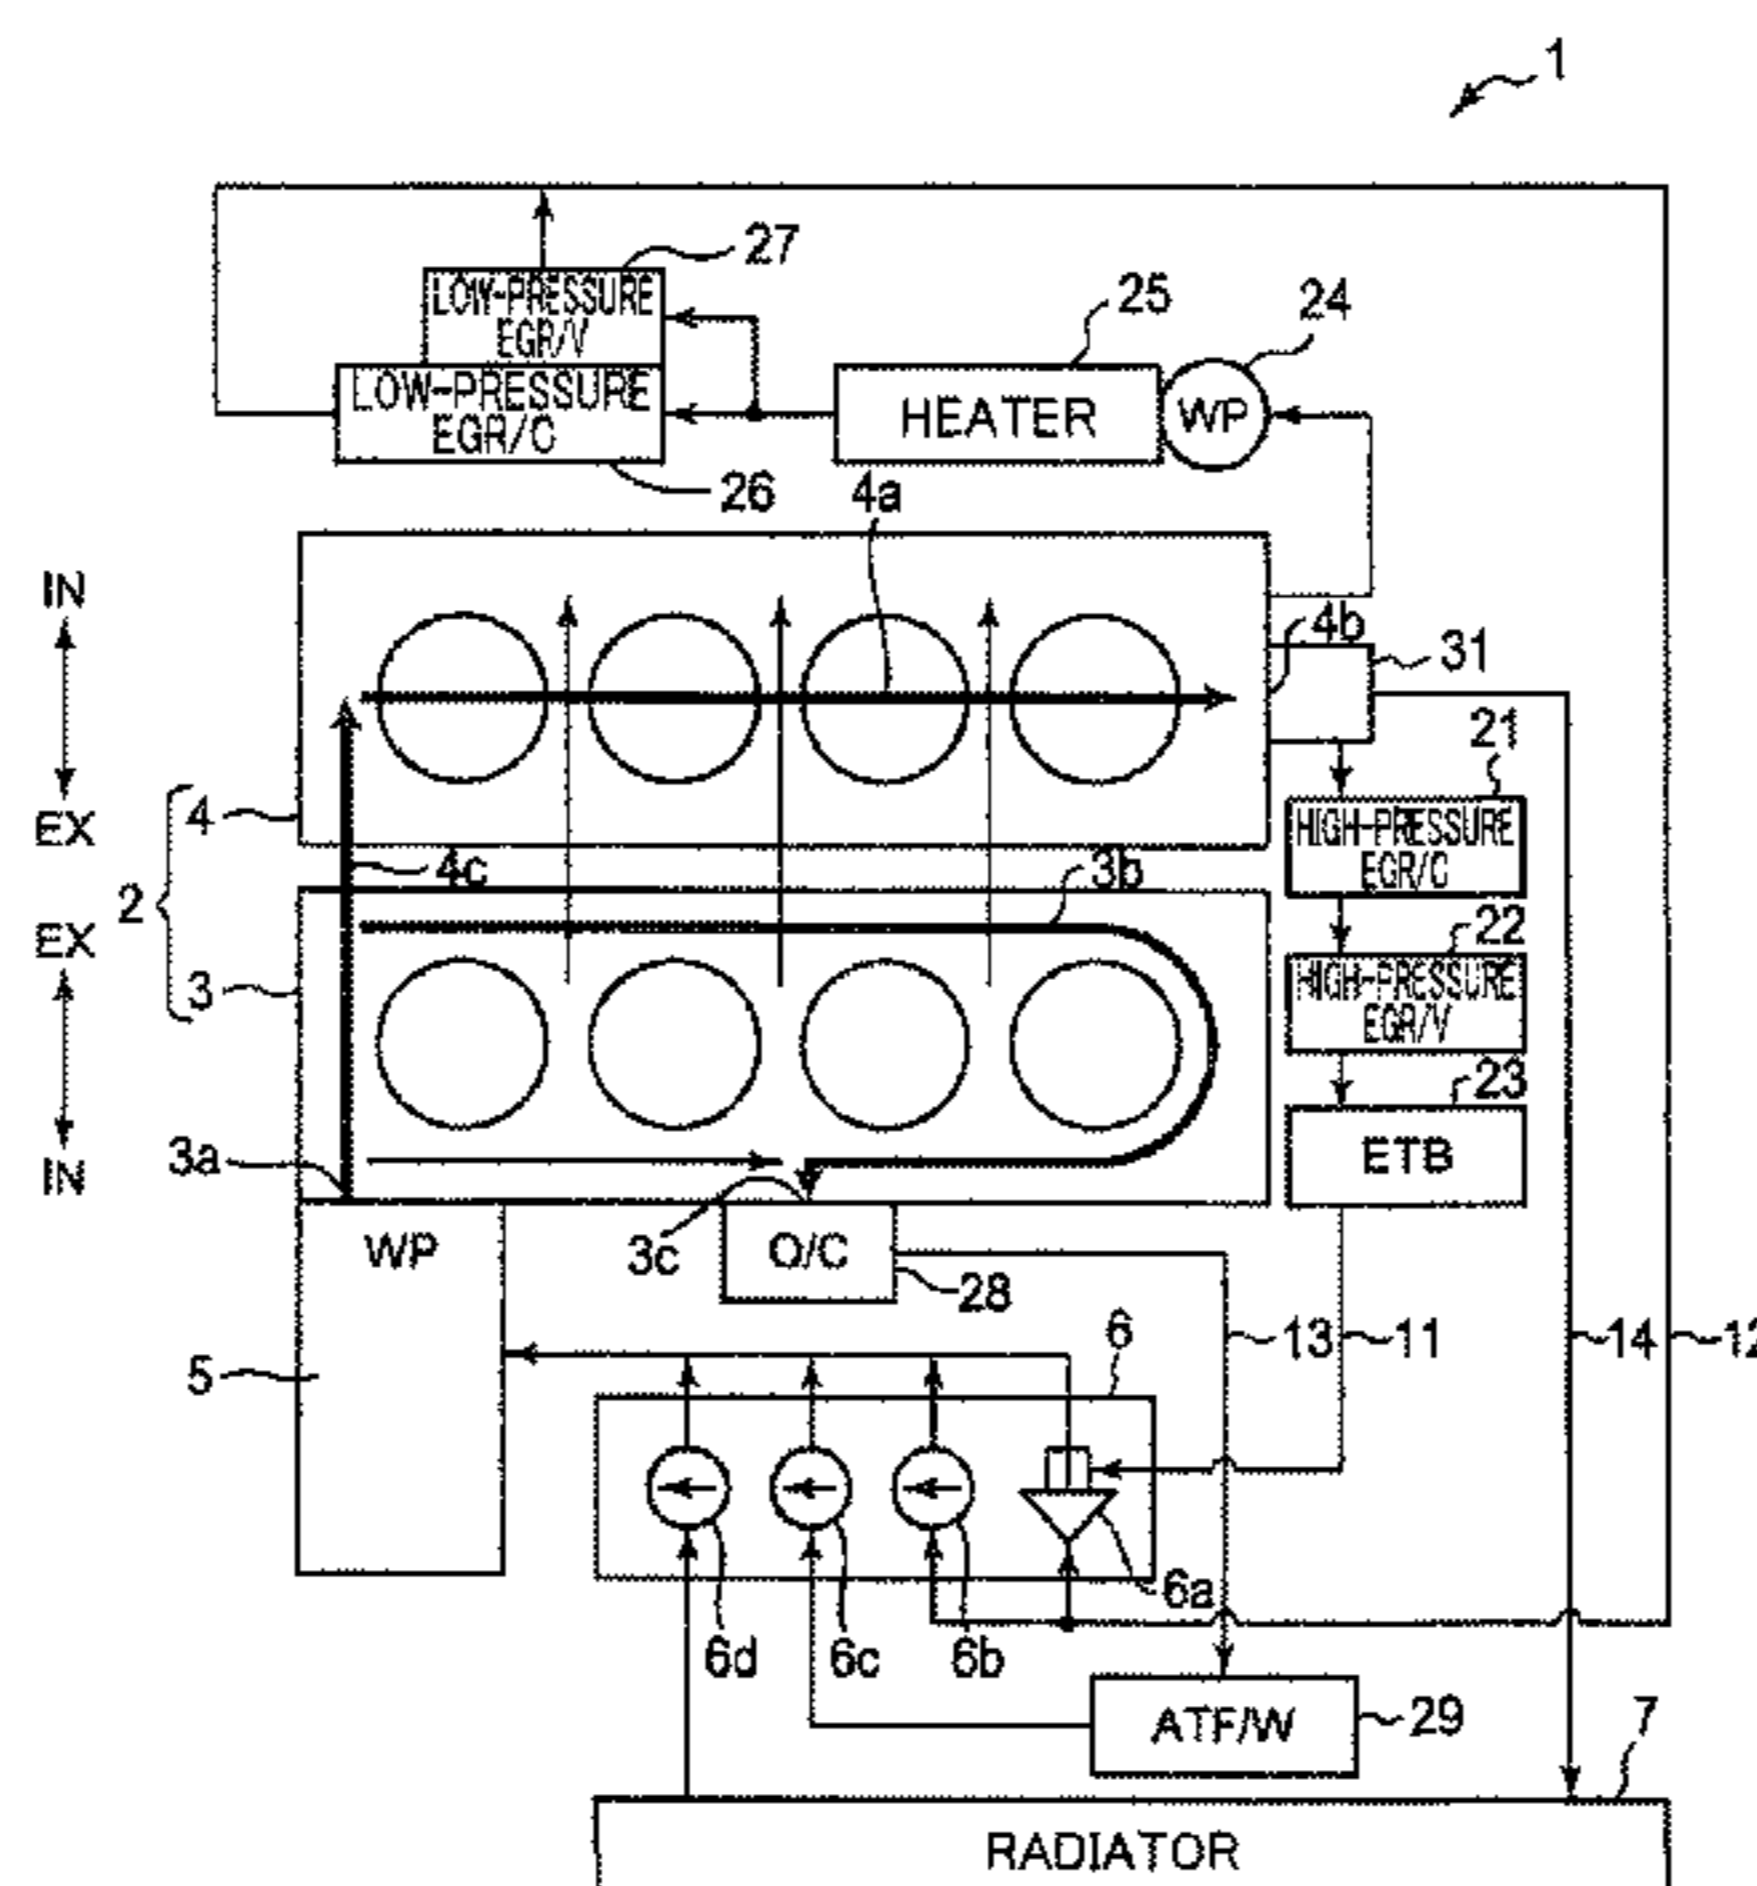 1
27
LOW-PRESSURE
EGR/V
25
24
LOW-PRESSURE
EGR/C
HEATER
WP
26
4a
IN
4b
31
21
EX
4
HIGH-PRESSURE
EGR/C
4c
3b
2
EX
22
3
HIGH-PRESSURE
EGR/V
23
3a
IN
ETB
WP
3c
O/C
28
6
13
11
14
12
5
6a
6d
6c
6b
7
ATF/W
29
RADIATOR